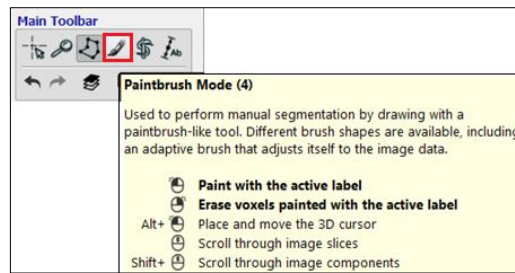 Main Toolbar
Paintbrush Mode (4)
Used to perform manual segmentation by drawing with a
paintbrush-like tool. Different brush shapes are available, including
an adaptive brush that adjusts itself to the image data.
Paint with the active label
Erase voxels painted with the active label
Alt+ Place and move the 3D cursor
Scroll through image slices
Shift+ Scroll through image components